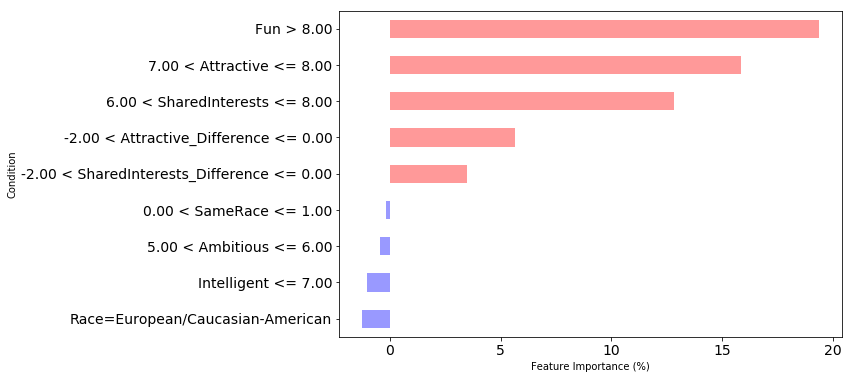 Fun > 8.00
7.00 < Attractive <= 8.00
6.00 < SharedInterests <= 8.00
-2.00 < Attractive_Difference <= 0.00
-2.00 < SharedInterests_Difference <= 0.00
0.00 < SameRace <= 1.00
5.00 < Ambitious <= 6.00
Intelligent <= 7.00
Race=European/Caucasian-American
Condition
0 5 10 15 20
Feature Importance (%)